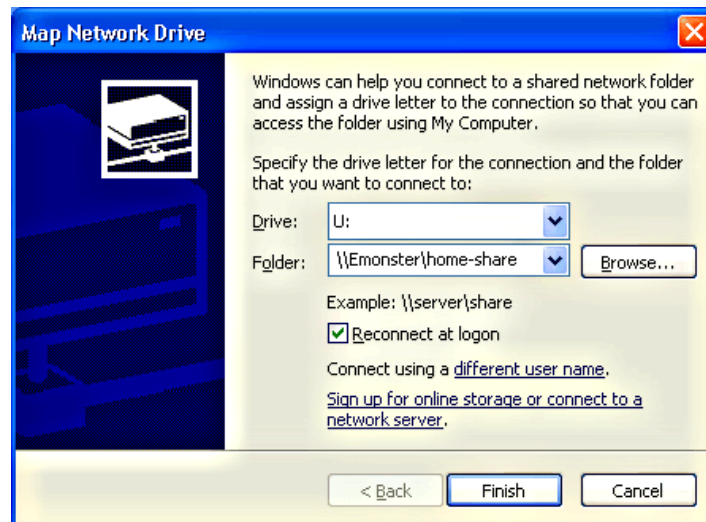 Map Network Drive
Windows can help you connect to a shared network folder
and assign a drive letter to the connection so that you can
access the folder using My Computer.
Specify the drive letter for the connection and the folder
that you want to connect to:
Drive: U:
Folder: \\Emonster\home-share Browse...
Example: \\server\share
Reconnect at logon
Connect using a different user name.
Sign up for online storage or connect to a
network server.
< Back Finish Cancel